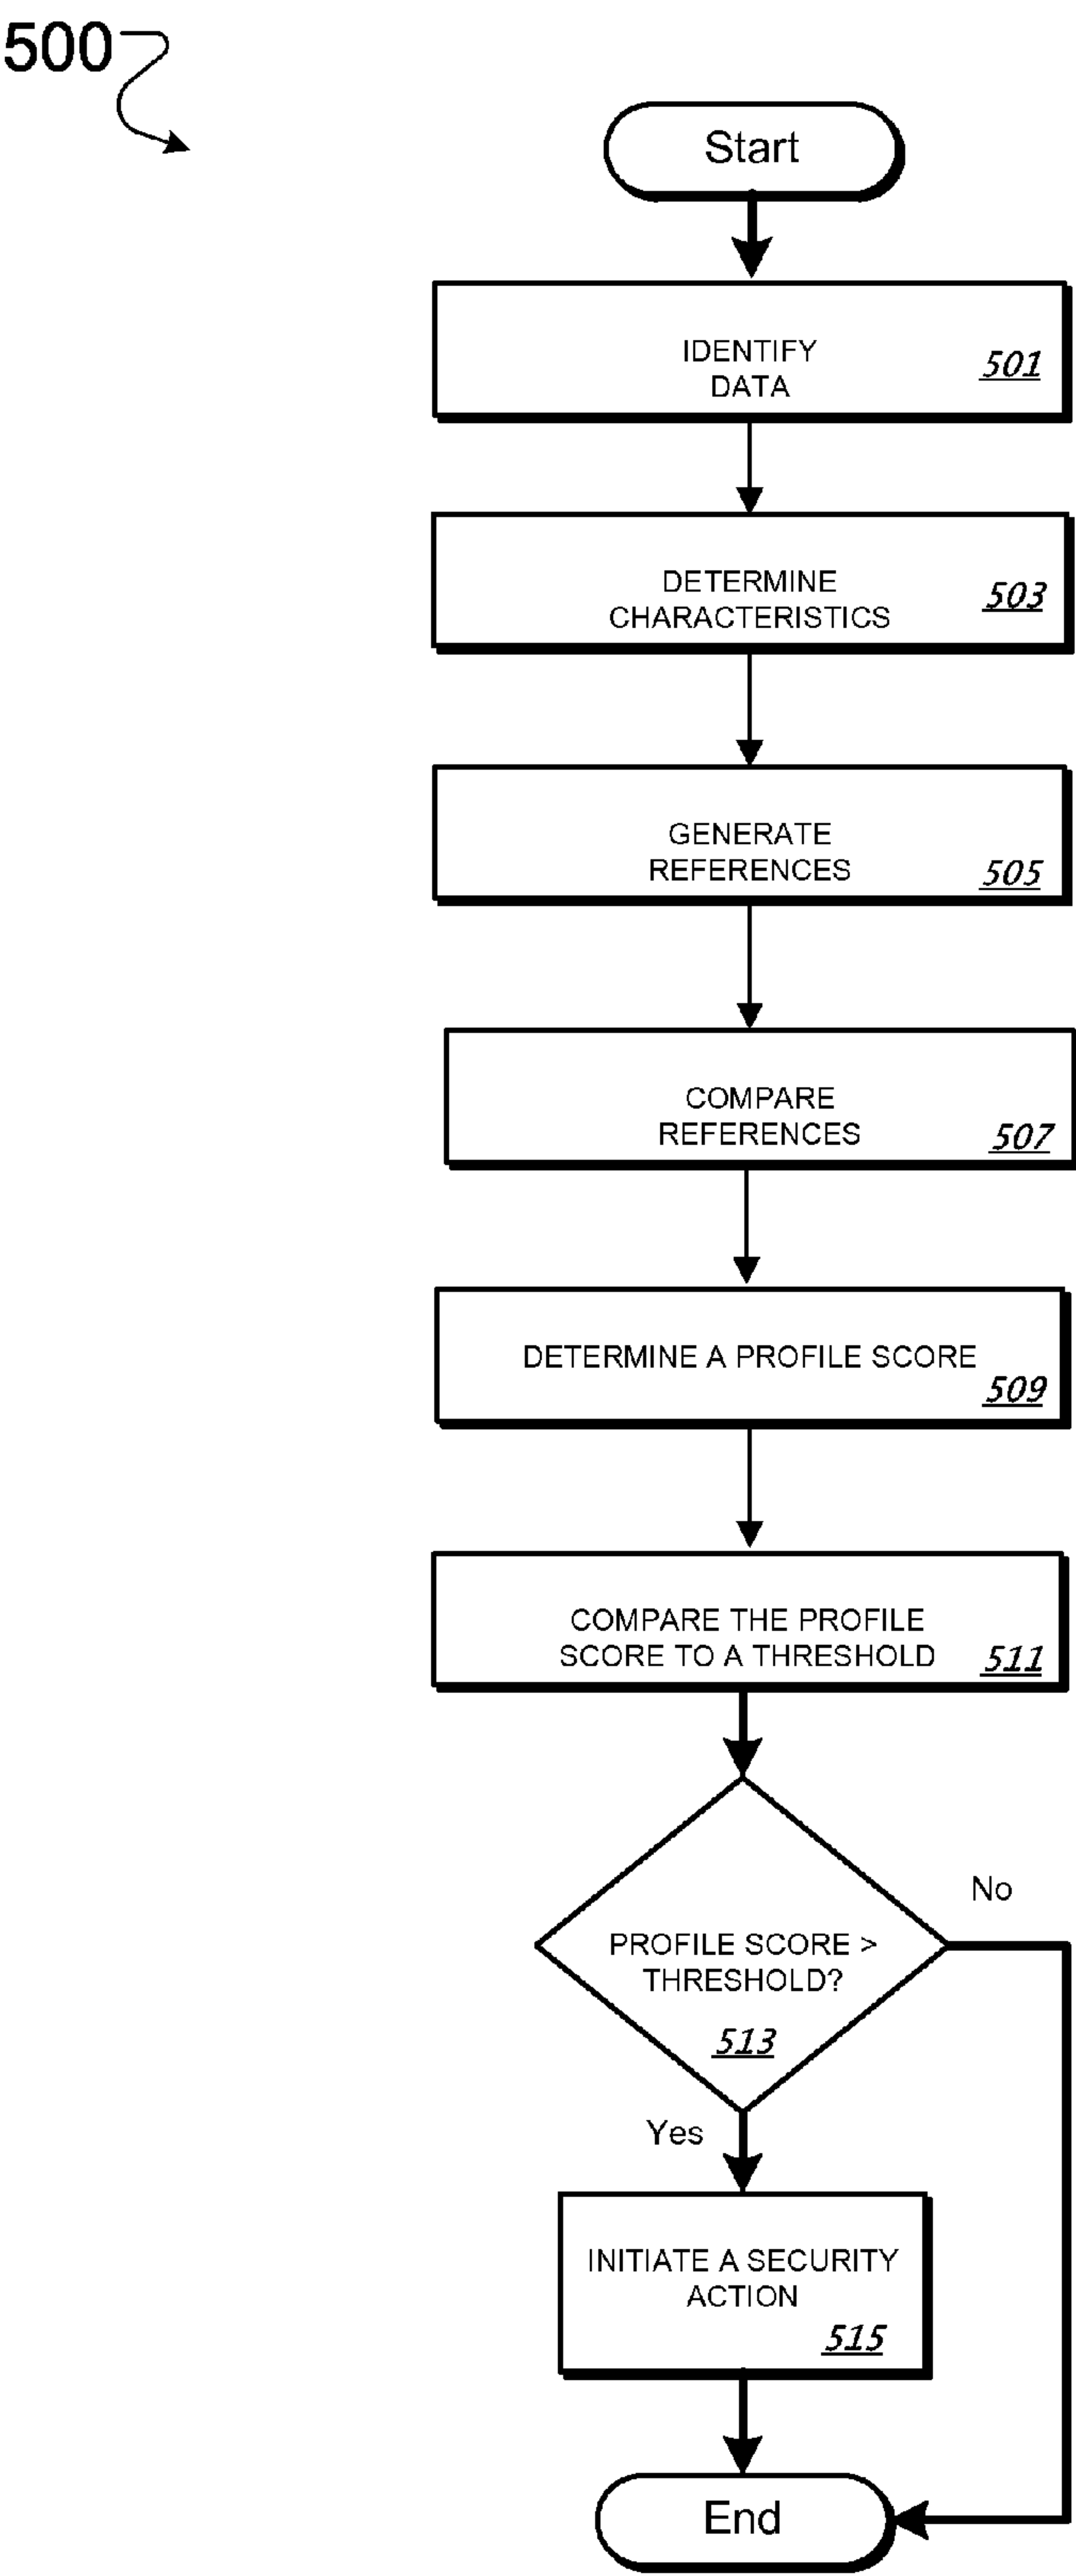 500
Start
IDENTIFY
DATA
501
DETERMINE
CHARACTERISTICS
503
GENERATE
REFERENCES
505
COMPARE
REFERENCES
507
DETERMINE A PROFILE SCORE
509
COMPARE THE PROFILE
SCORE TO A THRESHOLD
511
No
PROFILE SCORE >
THRESHOLD?
513
Yes
INITIATE A SECURITY
ACTION
515
End